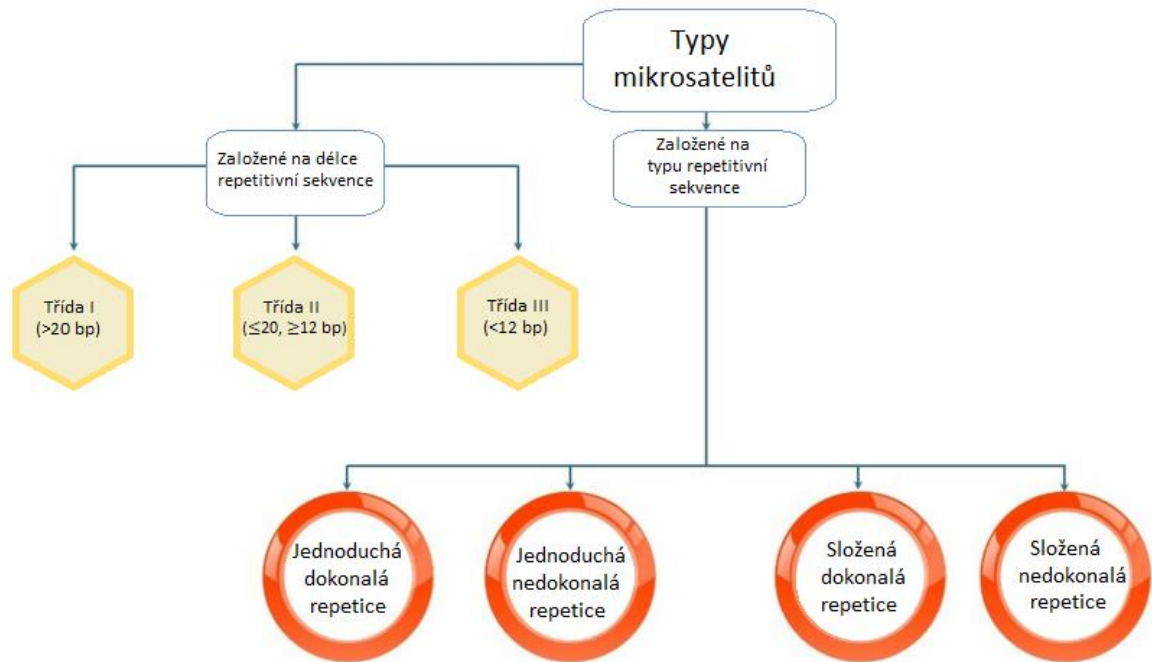 Typy
mikrosatelitů
Založené na délce
repetitivní sekvence
Založené na
typu repetitivní
sekvence
Třída I
(>20 bp)
Třída II
(≤20, ≥12 bp)
Třída III
(<12 bp)
Jednoduchá
dokonalá
repetice
Jednoduchá
nedokonalá
repetice
Složená
dokonalá
repetice
Složená
nedokonalá
repetice